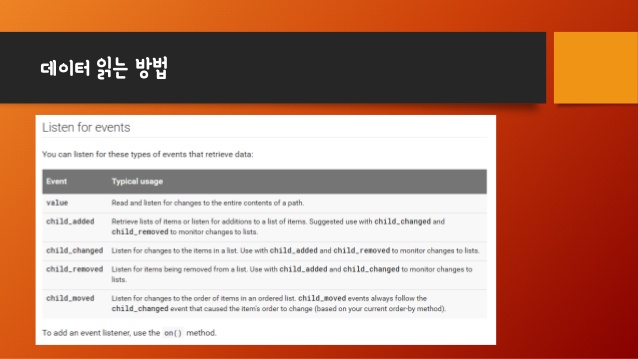 데이터 읽는 방법
Listen for events
You can listen for these types of events that retrieve data:
Event Typical usage
value Read and listen for changes to the entire contents of a path.
child_added Retrieve lists of items or listen for additions to a list of items. Suggested use with child_changed and
child_removed to monitor changes to lists.
child_changed Listen for changes to the items in a list. Use with child_added and child_removed to monitor changes to lists.
child_removed Listen for items being removed from a list. Use with child_added and child_changed to monitor changes to
lists.
child_moved Listen for changes to the order of items in an ordered list. child_moved events always follow the
child_changed event that caused the item's order to change (based on your current order-by method).
To add an event listener, use the on() method.